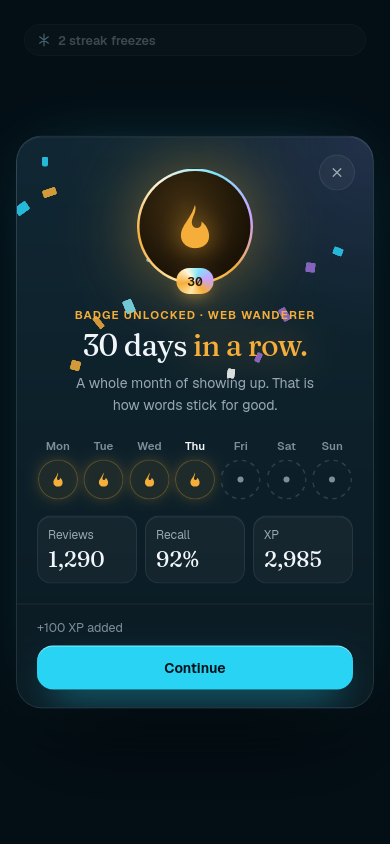 2 streak freezes
30
BADGE UNLOCKED · WEB WANDERER
30 days in a row.
A whole month of showing up. That is
how words stick for good.
Mon Tue Wed Thu Fri Sat Sun
Reviews Recall XP
1,290 92% 2,985
+100 XP added
Continue